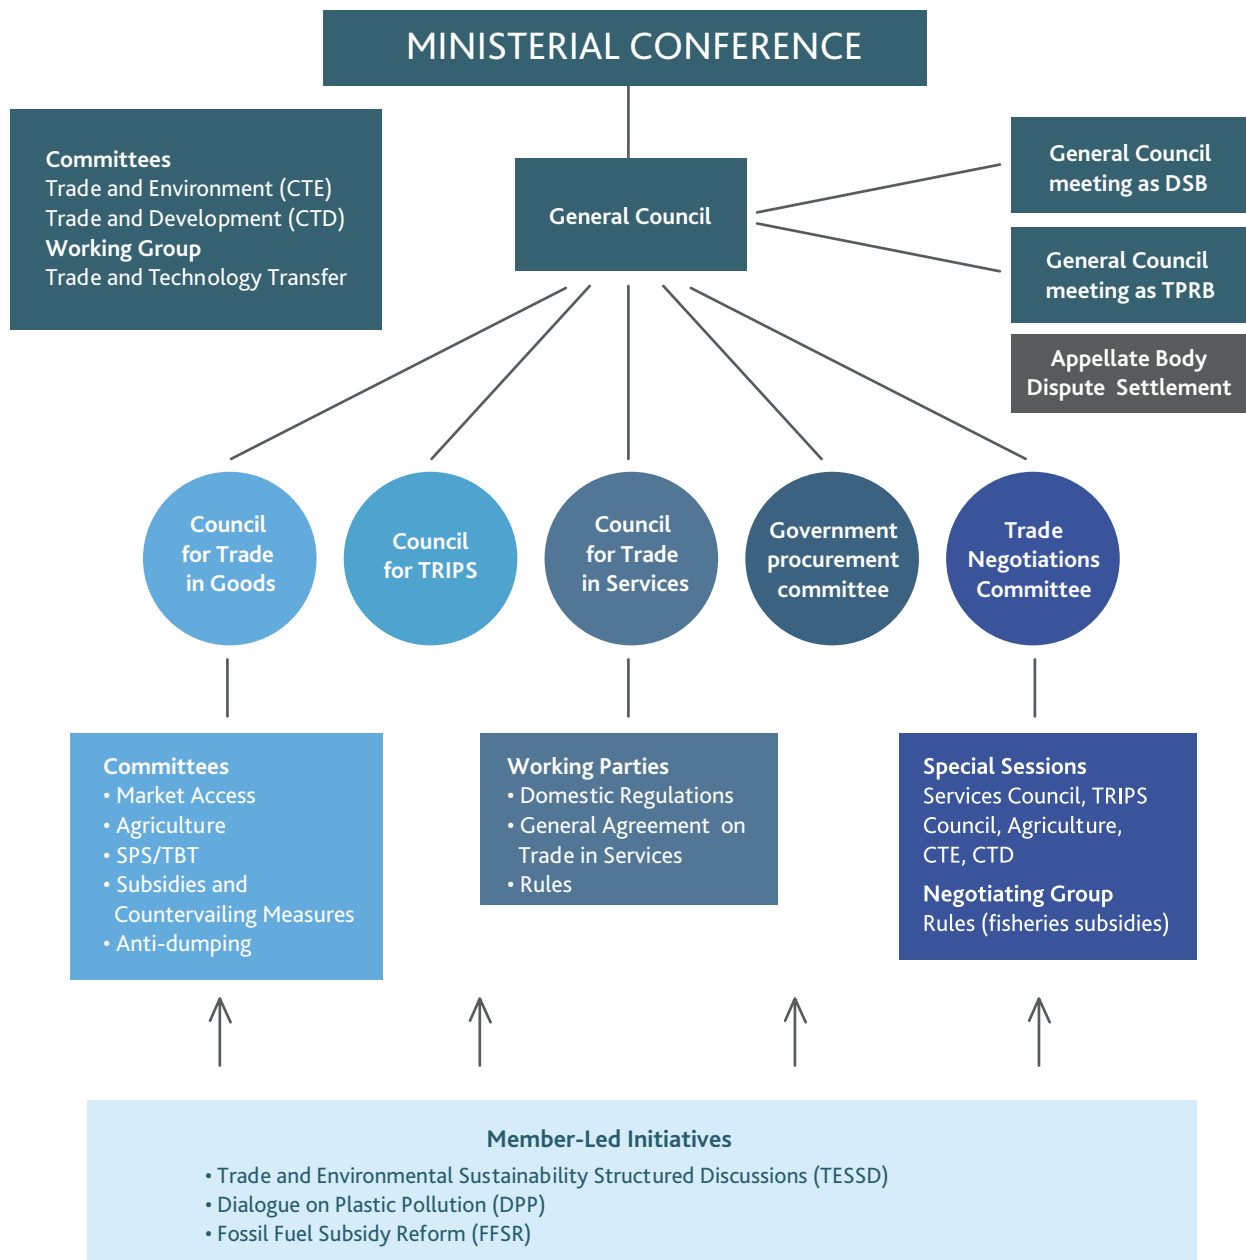 MINISTERIAL CONFERENCE
Committees
Trade and Environment (CTE)
Trade and Development (CTD)
Working Group
Trade and Technology Transfer
General Council
General Council
meeting as DSB
General Council
meeting as TPRB
Appellate Body
Dispute Settlement
Council
for Trade
in Goods
Council
for TRIPS
Council
for Trade
in Services
Government
procurement
committee
Trade
Negotiations
Committee
Committees
• Market Access
• Agriculture
• SPS/TBT
• Subsidies and
Countervailing Measures
• Anti-dumping
Working Parties
• Domestic Regulations
• General Agreement on
Trade in Services
• Rules
Special Sessions
Services Council, TRIPS
Council, Agriculture,
CTE, CTD
Negotiating Group
Rules (fisheries subsidies)
Member-Led Initiatives
• Trade and Environmental Sustainability Structured Discussions (TESSD)
• Dialogue on Plastic Pollution (DPP)
• Fossil Fuel Subsidy Reform (FFSR)